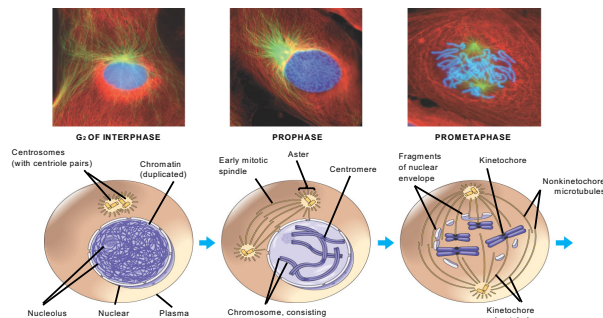 G2 OF INTERPHASE
PROPHASE
PROMETAPHASE
Centrosomes
(with centriole pairs)
Chromatin
(duplicated)
Early mitotic
spindle
Aster
Centromere
Fragments
of nuclear
envelope
Kinetochore
Nonkinetochore
microtubules
Nucleolus
Nuclear
Plasma
Chromosome, consisting
Kinetochore